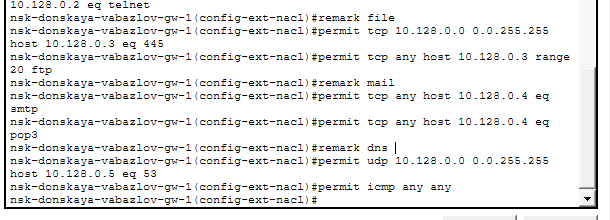 10.128.0.2 eq telnet
nsk-donskaya-vabazlov-gw-1(config-ext-nacl)#remark file
nsk-donskaya-vabazlov-gw-1(config-ext-nacl)#permit tcp 10.128.0.0 0.0.255.255
host 10.128.0.3 eq 445
nsk-donskaya-vabazlov-gw-1(config-ext-nacl)#permit tcp any host 10.128.0.3 range
20 ftp
nsk-donskaya-vabazlov-gw-1(config-ext-nacl)#remark mail
nsk-donskaya-vabazlov-gw-1(config-ext-nacl)#permit tcp any host 10.128.0.4 eq
smtp
nsk-donskaya-vabazlov-gw-1(config-ext-nacl)#permit tcp any host 10.128.0.4 eq
pop3
nsk-donskaya-vabazlov-gw-1(config-ext-nacl)#remark dns
nsk-donskaya-vabazlov-gw-1(config-ext-nacl)#permit udp 10.128.0.0 0.0.255.255
host 10.128.0.5 eq 53
nsk-donskaya-vabazlov-gw-1(config-ext-nacl)#permit icmp any any
nsk-donskaya-vabazlov-gw-1(config-ext-nacl)#